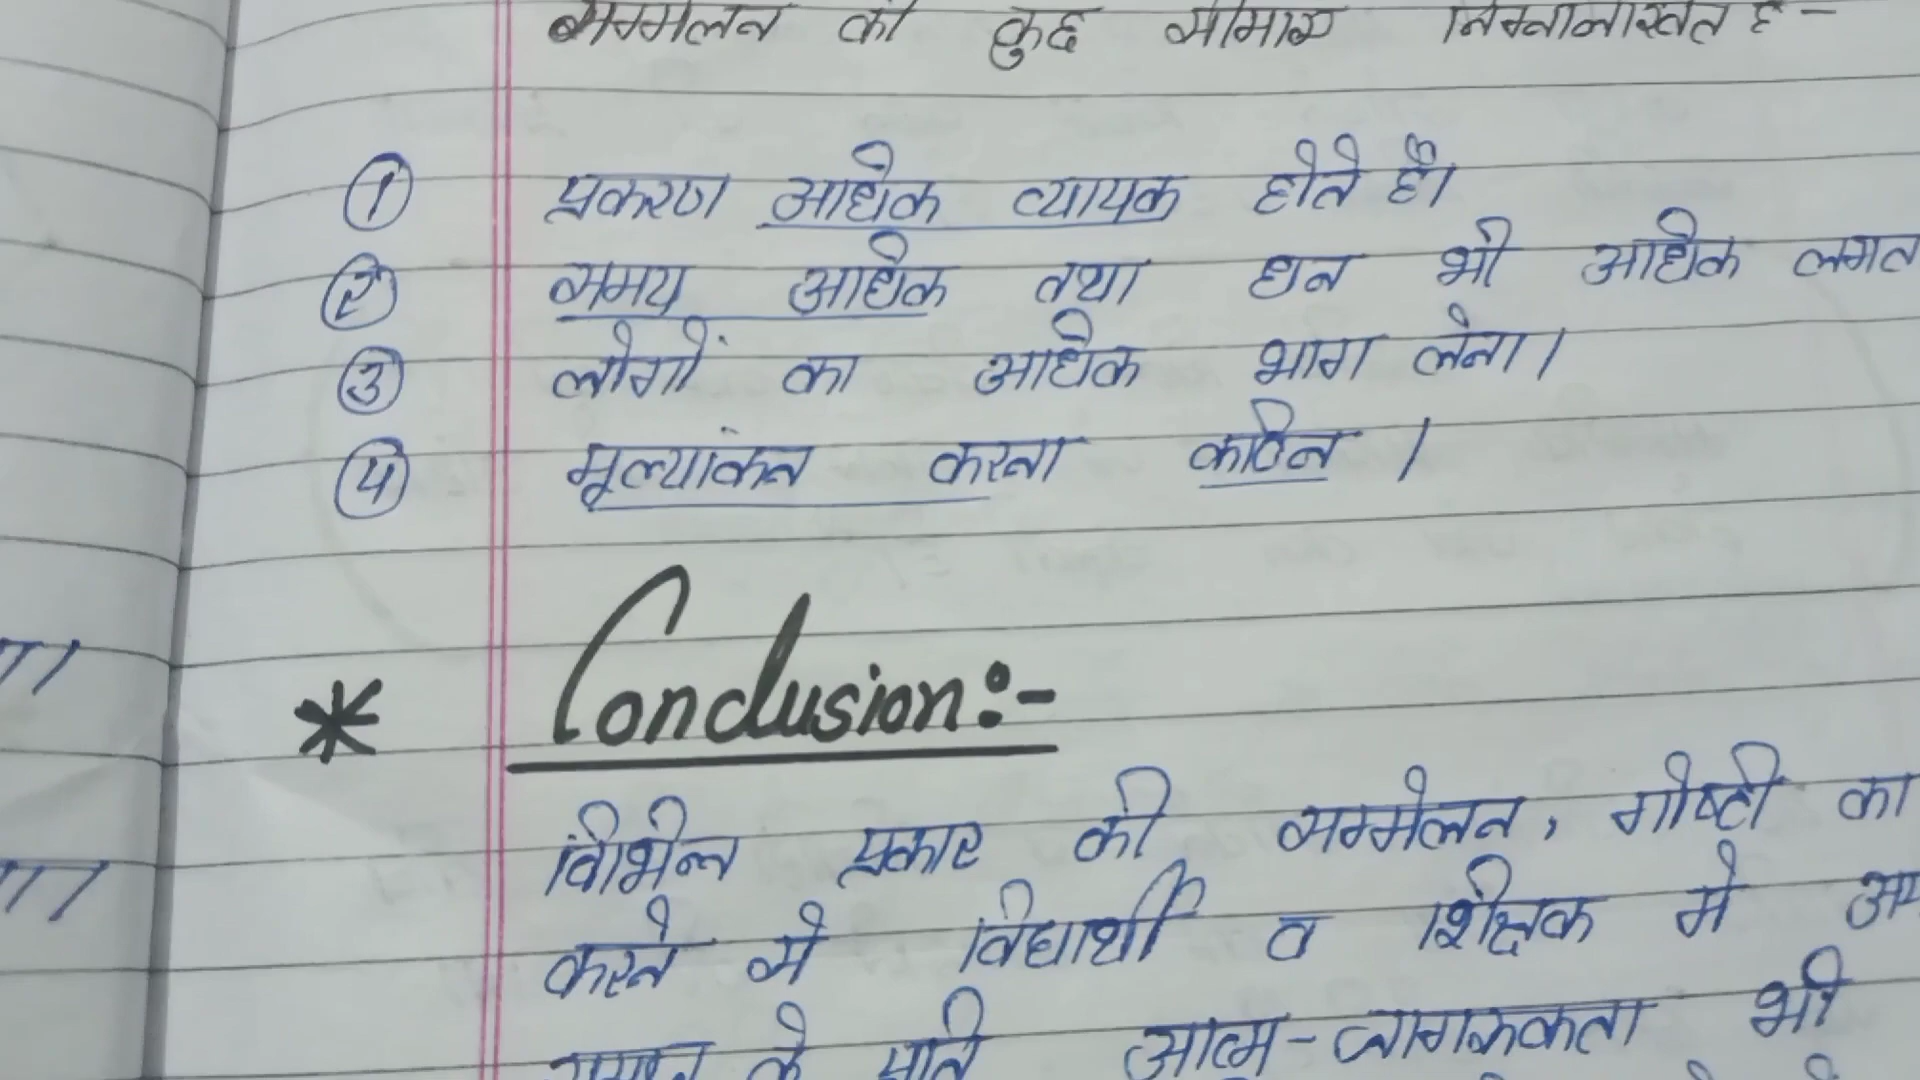 सम्मेलन की कुछ सीमाएं निम्नलिखित है -
① प्रकरण अधिक व्यापक होते है।
② समय अधिक तथा धन भी अधिक लगत
③ लोगों का अधिक भाग लेना।
④ मूल्यांकन करना कठिन।
* Conclusion:-
विभिन्न प्रकार की सम्मेलन, गोष्टी का
करने से विद्यार्थी व शिक्षक मे
के प्रति आत्म-जागरूकता भी